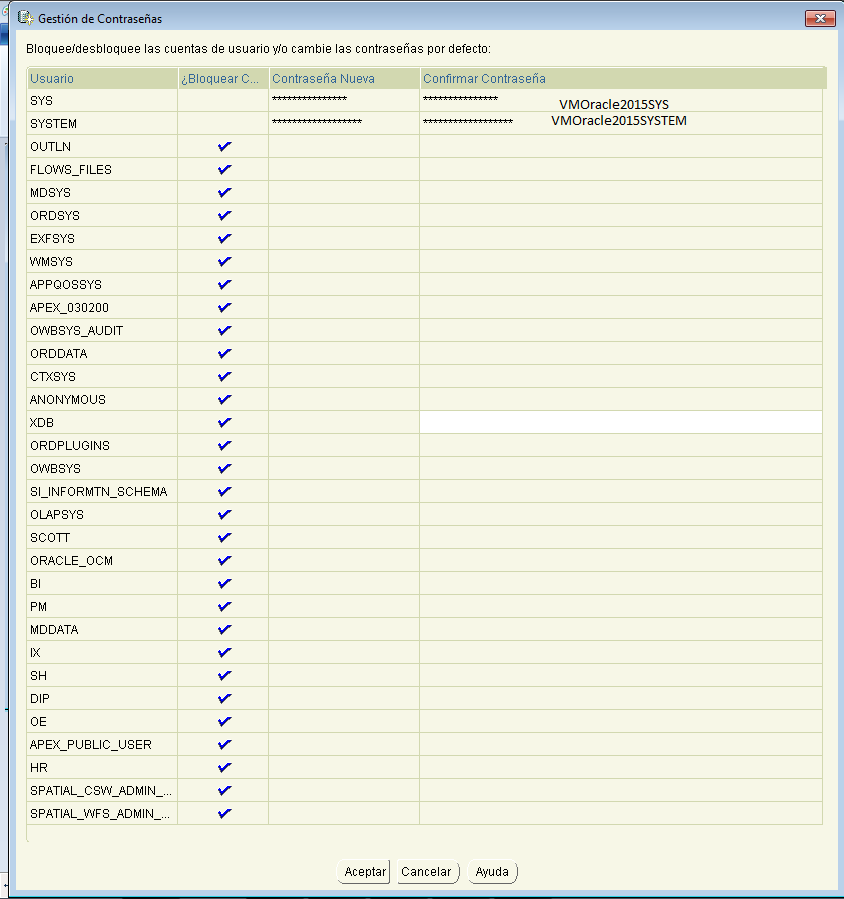 Gestión de Contraseñas
Bloquee/desbloquee las cuentas de usuario y/o cambie las contraseñas por defecto:
Usuario ¿Bloquear C... Contraseña Nueva Confirmar Contraseña
SYS *************** *************** VMOracle2015SYS
SYSTEM ****************** ****************** VMOracle2015SYSTEM
OUTLN
FLOWS_FILES
MDSYS
ORDSYS
EXFSYS
WMSYS
APPQOSSYS
APEX_030200
OWBSYS_AUDIT
ORDDATA
CTXSYS
ANONYMOUS
XDB
ORDPLUGINS
OWBSYS
SI_INFORMTN_SCHEMA
OLAPSYS
SCOTT
ORACLE_OCM
BI
PM
MDDATA
IX
SH
DIP
OE
APEX_PUBLIC_USER
HR
SPATIAL_CSW_ADMIN_...
SPATIAL_WFS_ADMIN_...
Aceptar Cancelar Ayuda